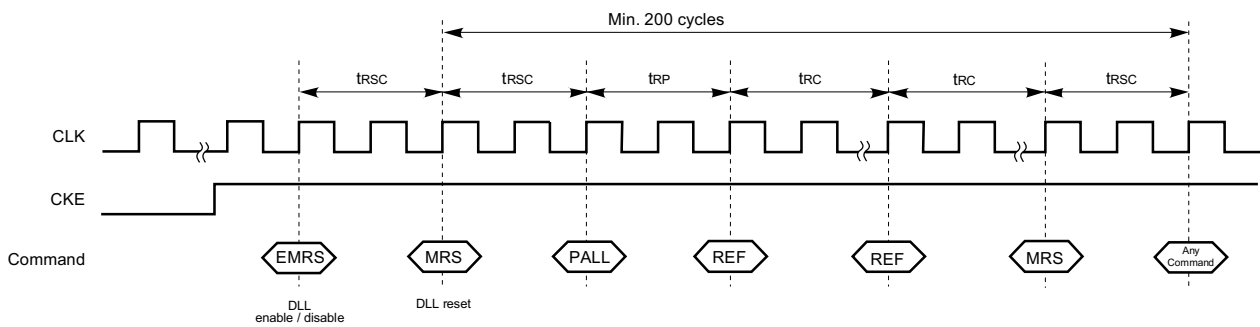 Min. 200 cycles
tRSC tRSC tRP tRC tRC tRSC
CLK
CKE
Command EMRS MRS PALL REF REF MRS Any Command
DLL enable / disable
DLL reset